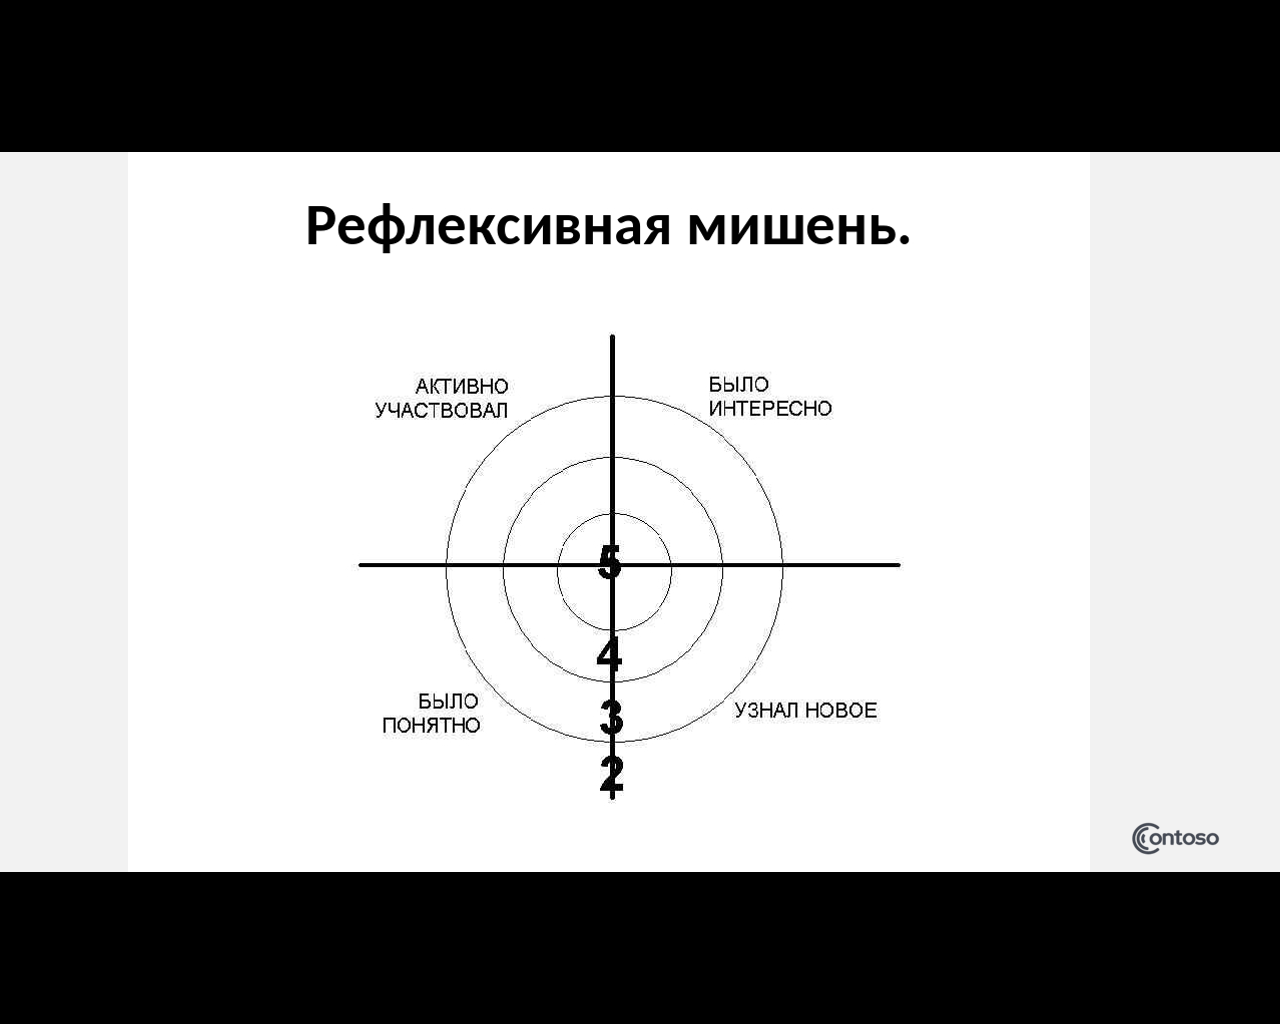 Рефлексивная мишень.
АКТИВНО
УЧАСТВОВАЛ
БЫЛО
ИНТЕРЕСНО
5
4
3
2
БЫЛО
ПОНЯТНО
УЗНАЛ НОВОЕ
Contoso